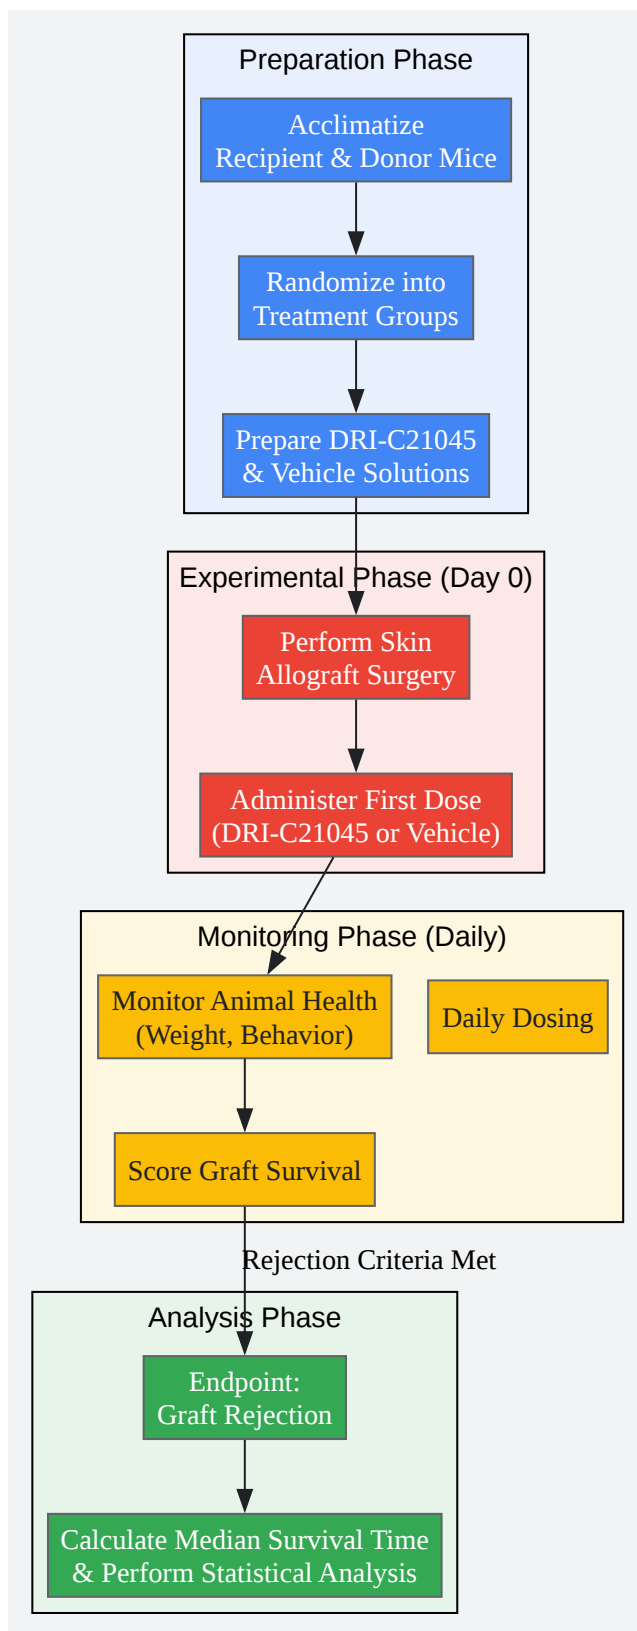 Preparation Phase
Acclimatize
Recipient & Donor Mice
Randomize into
Treatment Groups
Prepare DRI-C21045
& Vehicle Solutions
Experimental Phase (Day 0)
Perform Skin
Allograft Surgery
Administer First Dose
(DRI-C21045 or Vehicle)
Monitoring Phase (Daily)
Monitor Animal Health
(Weight, Behavior)
Daily Dosing
Score Graft Survival
Rejection Criteria Met
Analysis Phase
Endpoint:
Graft Rejection
Calculate Median Survival Time
& Perform Statistical Analysis